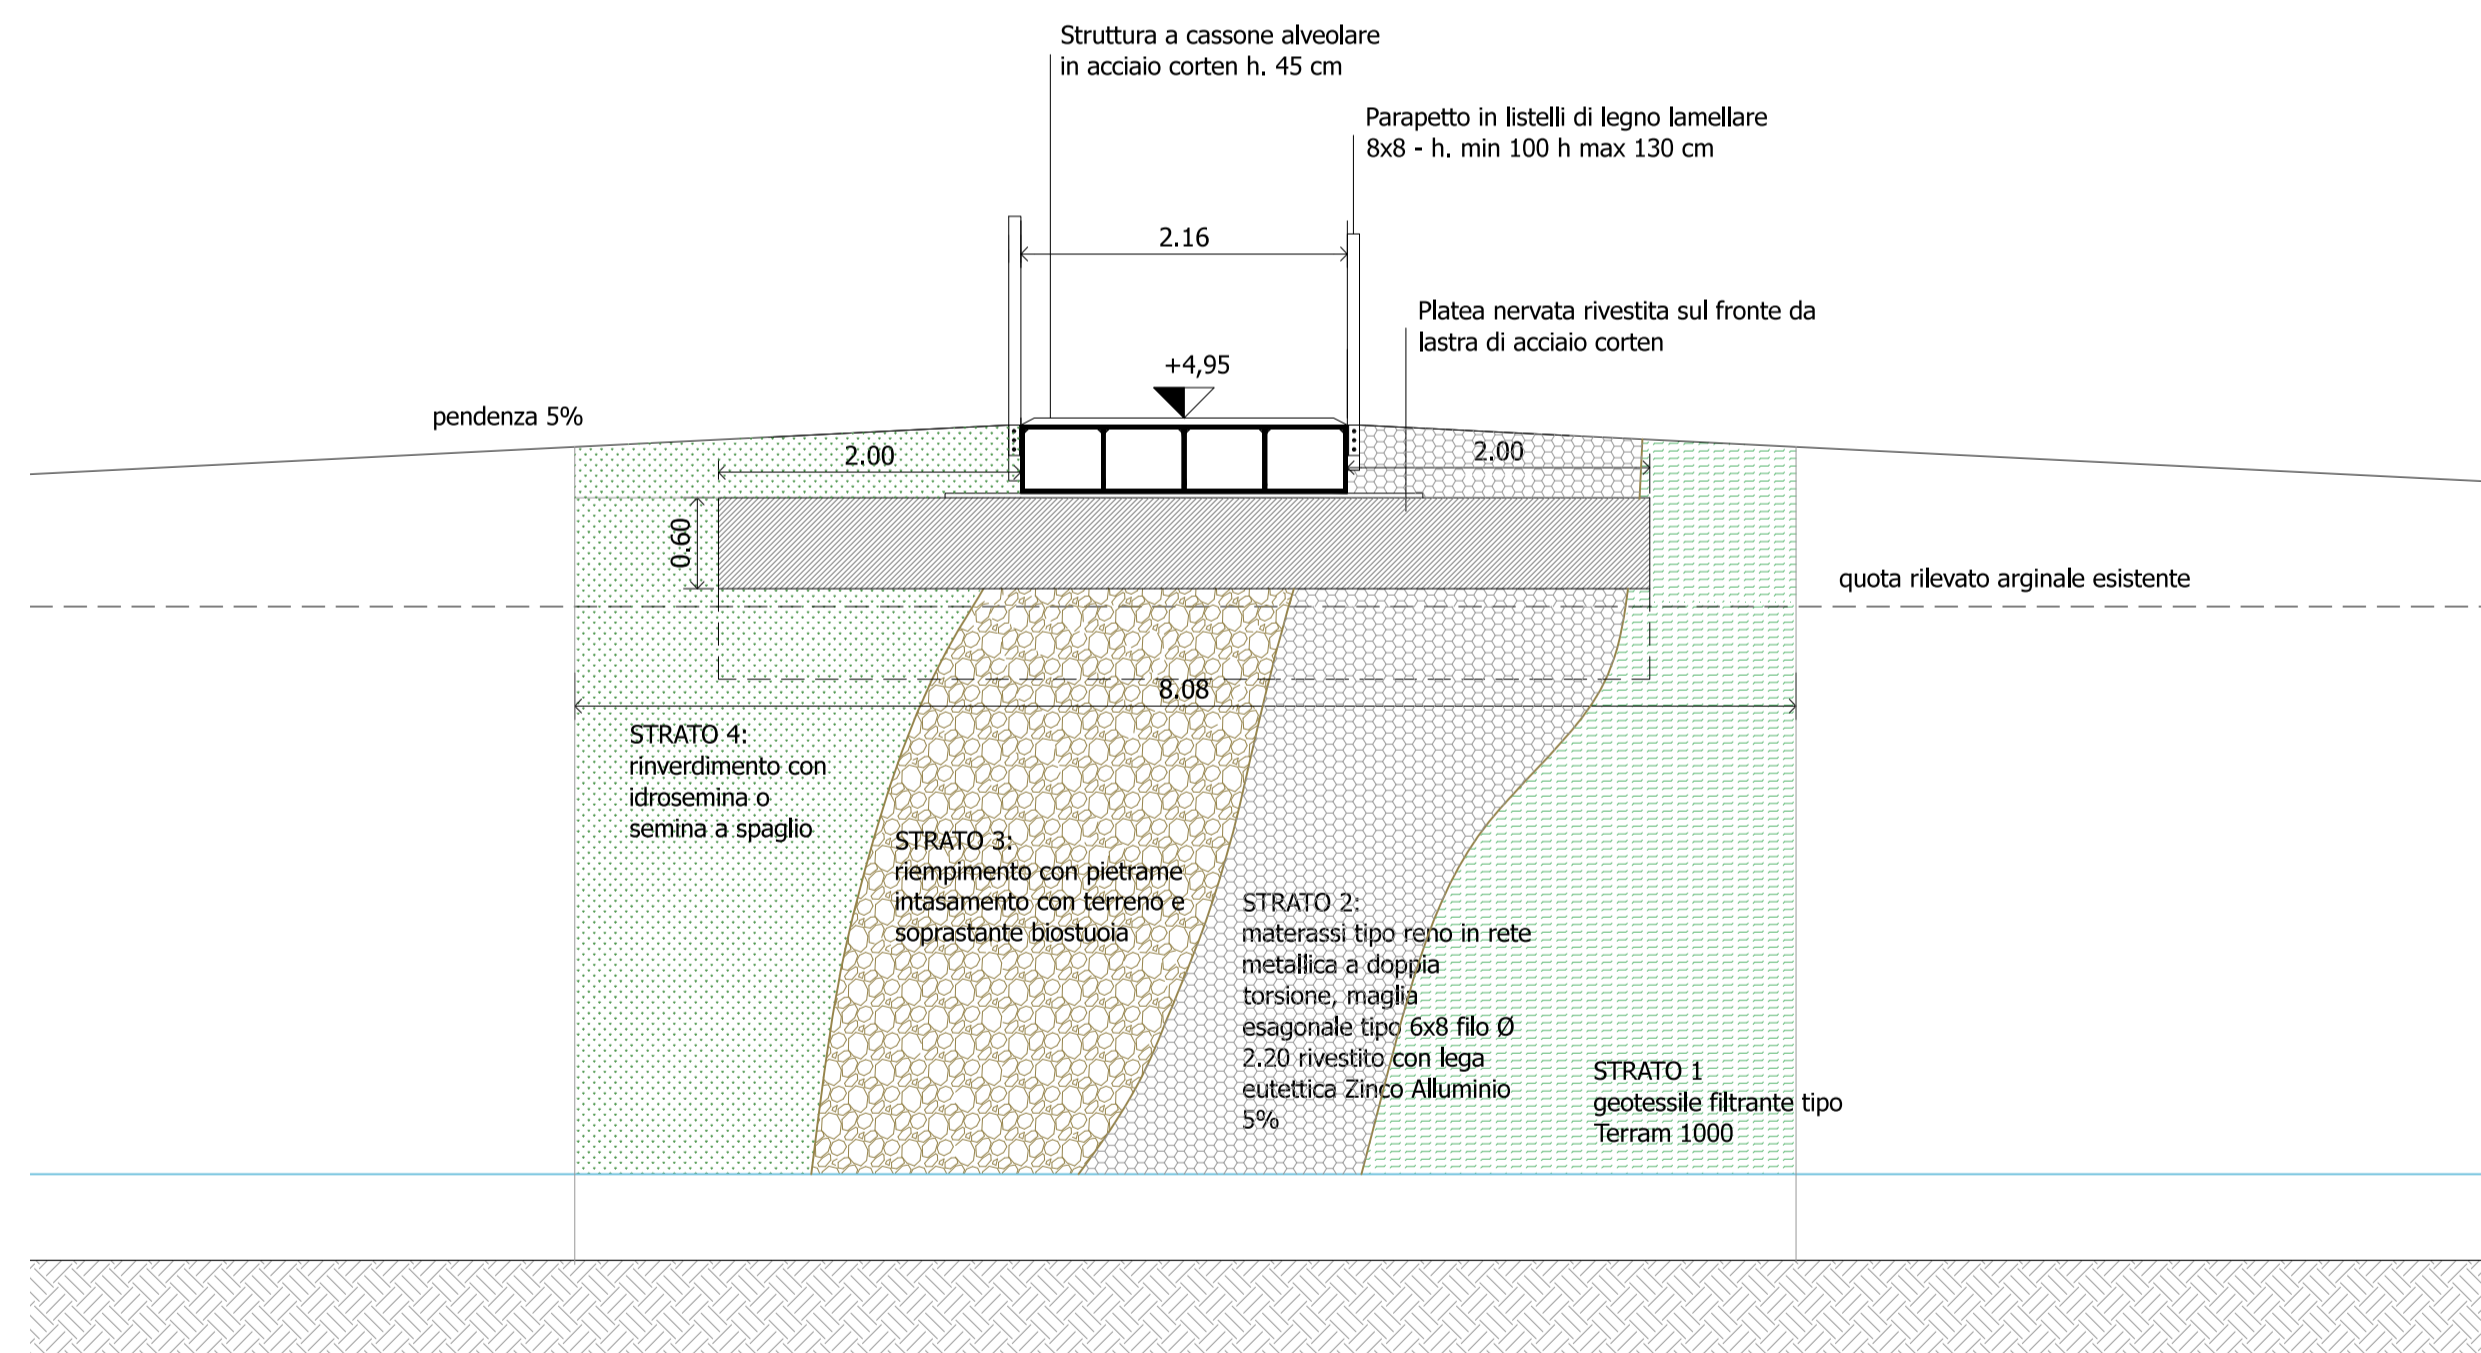 Struttura a cassone alveolare
in acciaio corten h. 45 cm
Parapetto in listelli di legno lamellare
8x8 - h. min 100 h max 130 cm
2.16
Platea nervata rivestita sul fronte da
lastra di acciaio corten
+4,95
pendenza 5%
2.00
2.00
0.60
quota rilevato arginale esistente
8.08
STRATO 4:
rinverdimento con
idrosemina o
semina a spaglio
STRATO 3:
riempimento con pietrame
intasamento con terreno e
soprastante biostuoia
STRATO 2:
materassi tipo reno in rete
metallica a doppia
torsione, maglia
esagonale tipo 6x8 filo Ø
2.20 rivestito con lega
eutettica Zinco Alluminio
5%
STRATO 1
geotessile filtrante tipo
Terram 1000